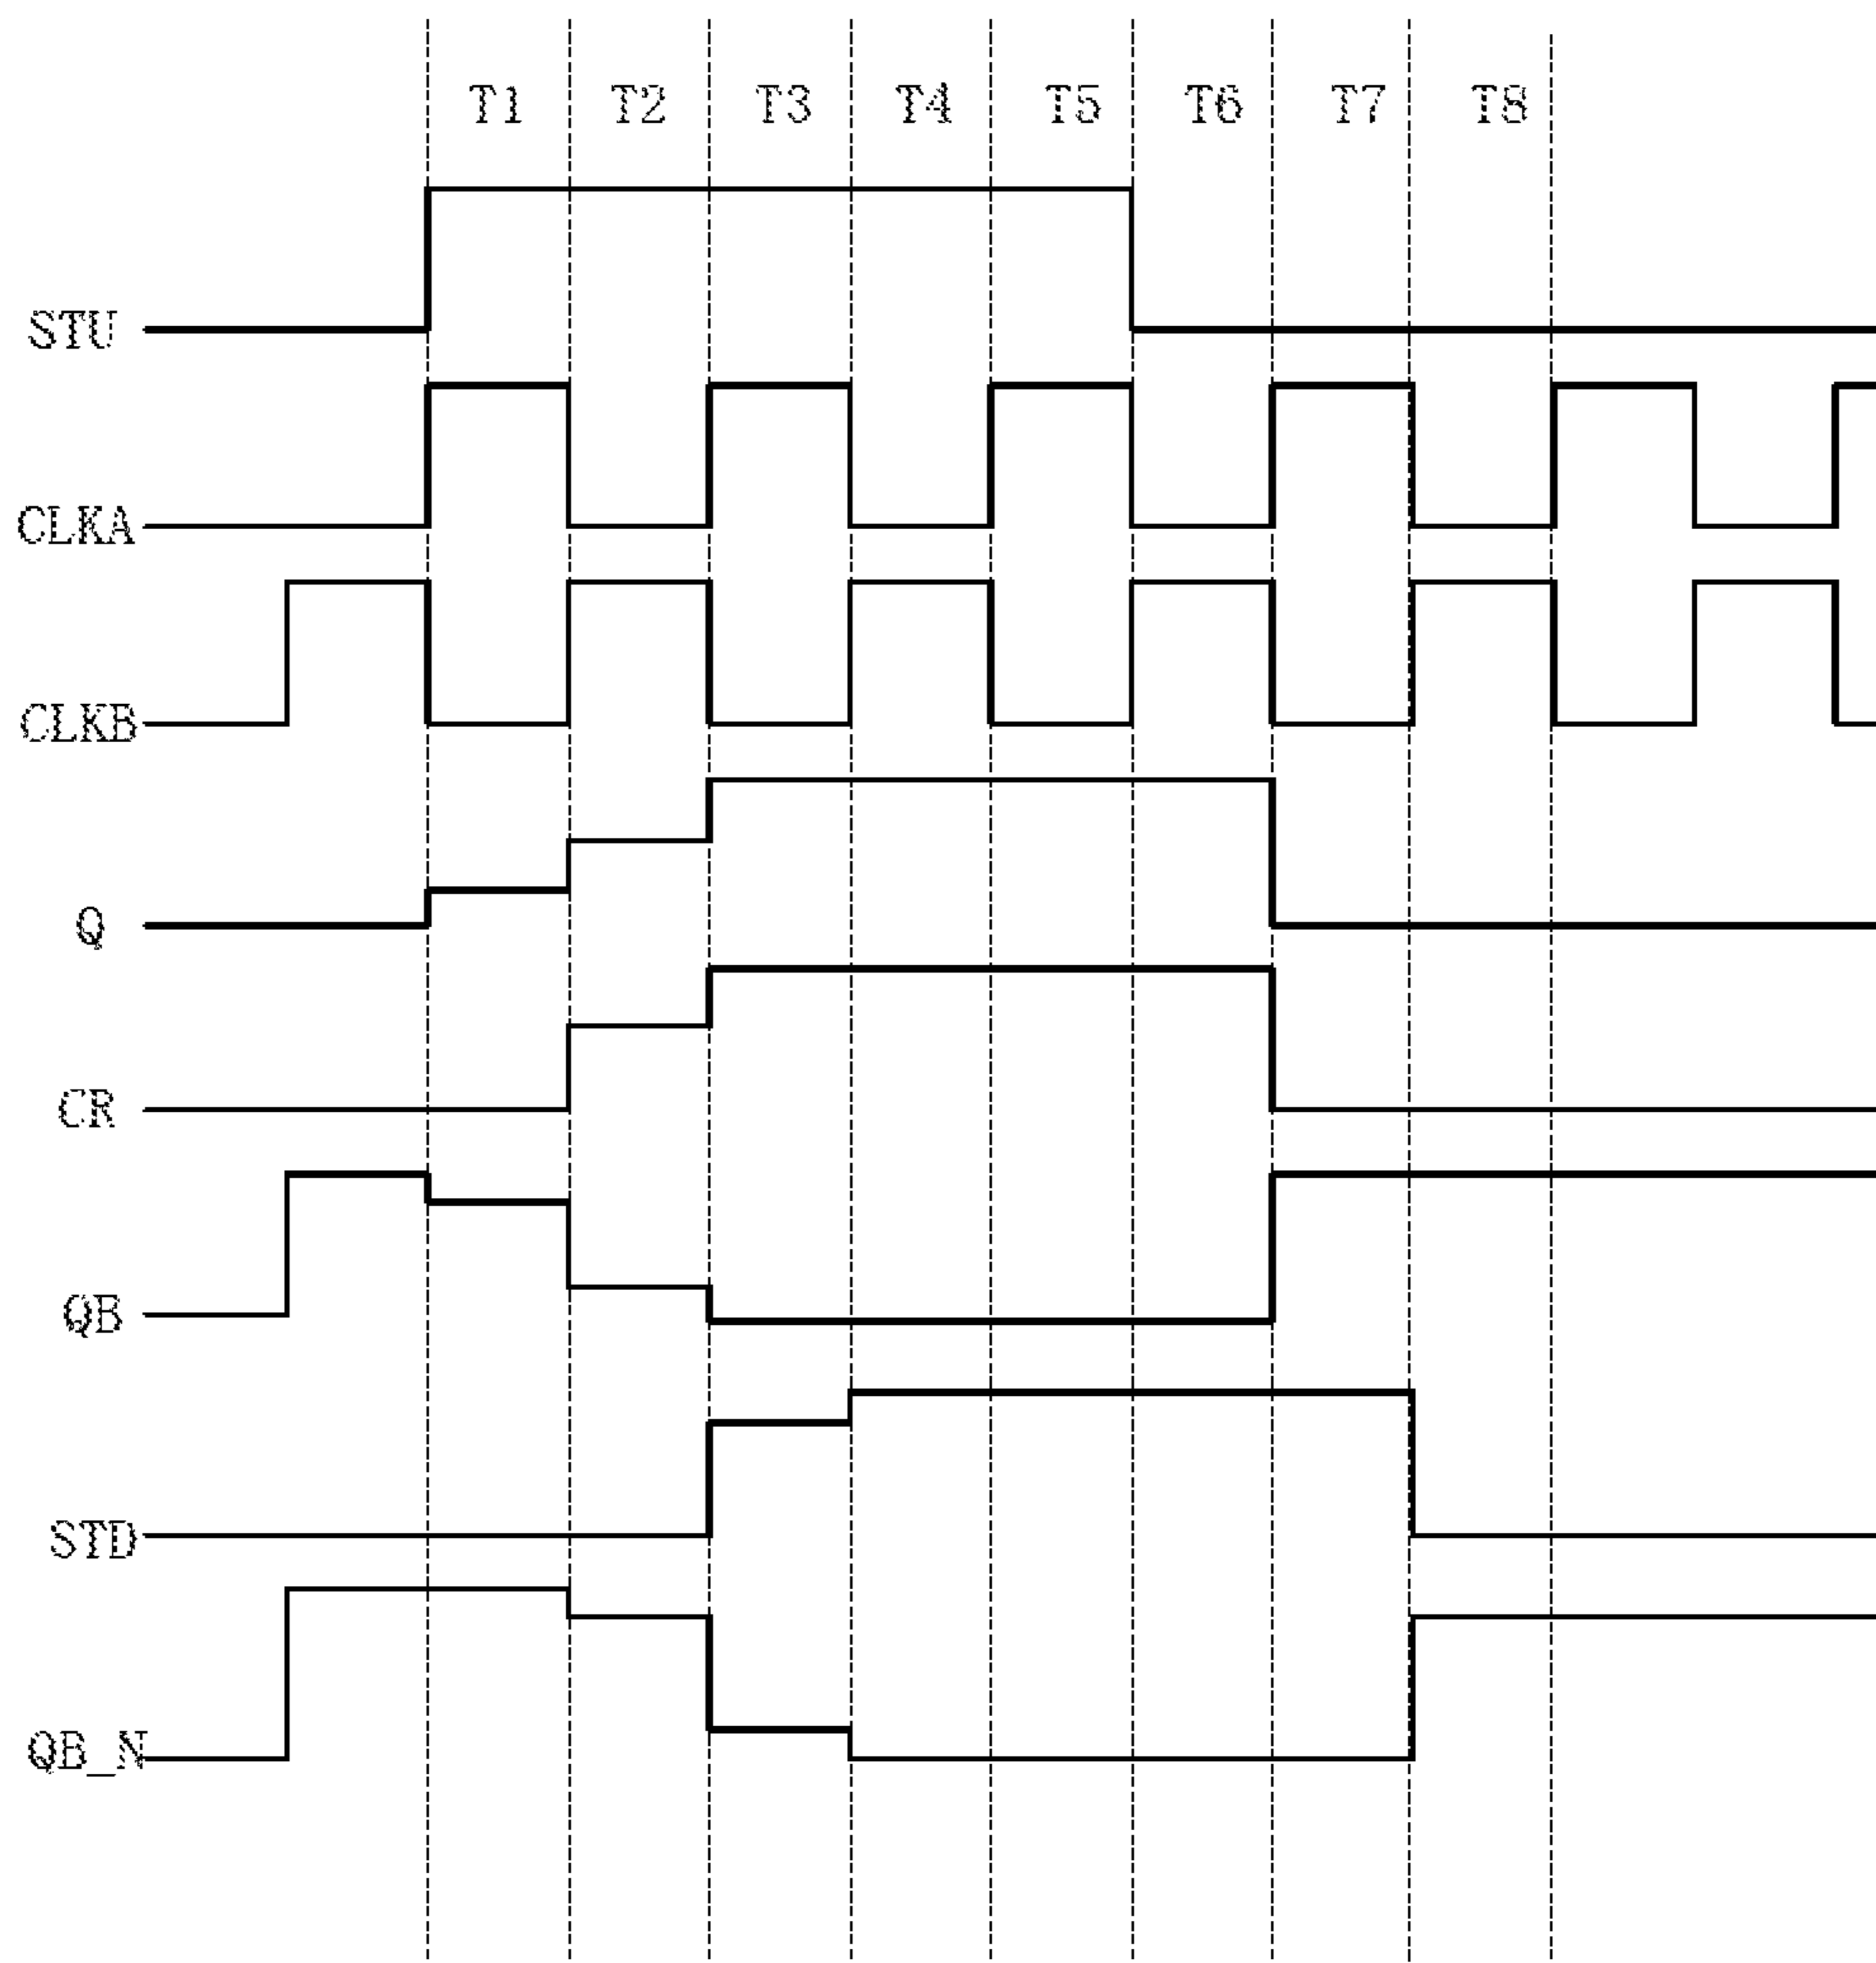 T1 T2 T3 T4 T5 T6 T7 T8
STU
CLKA
CLKB
Q
CR
QB
STD
QB_N